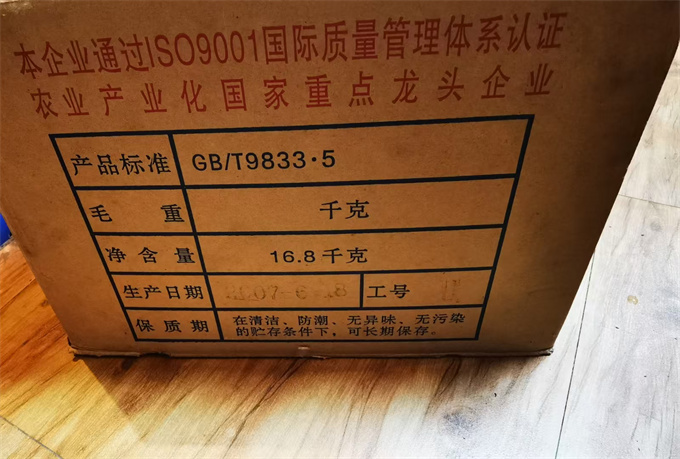 本企业通过ISO9001国际质量管理体系认证
农业产业化国家重点龙头企业
产品标准 GB/T9833·5
毛重 千克
净含量 16.8千克
生产日期 工号
保质期 在清洁、防潮、无异味、无污染
的贮存条件下，可长期保存。